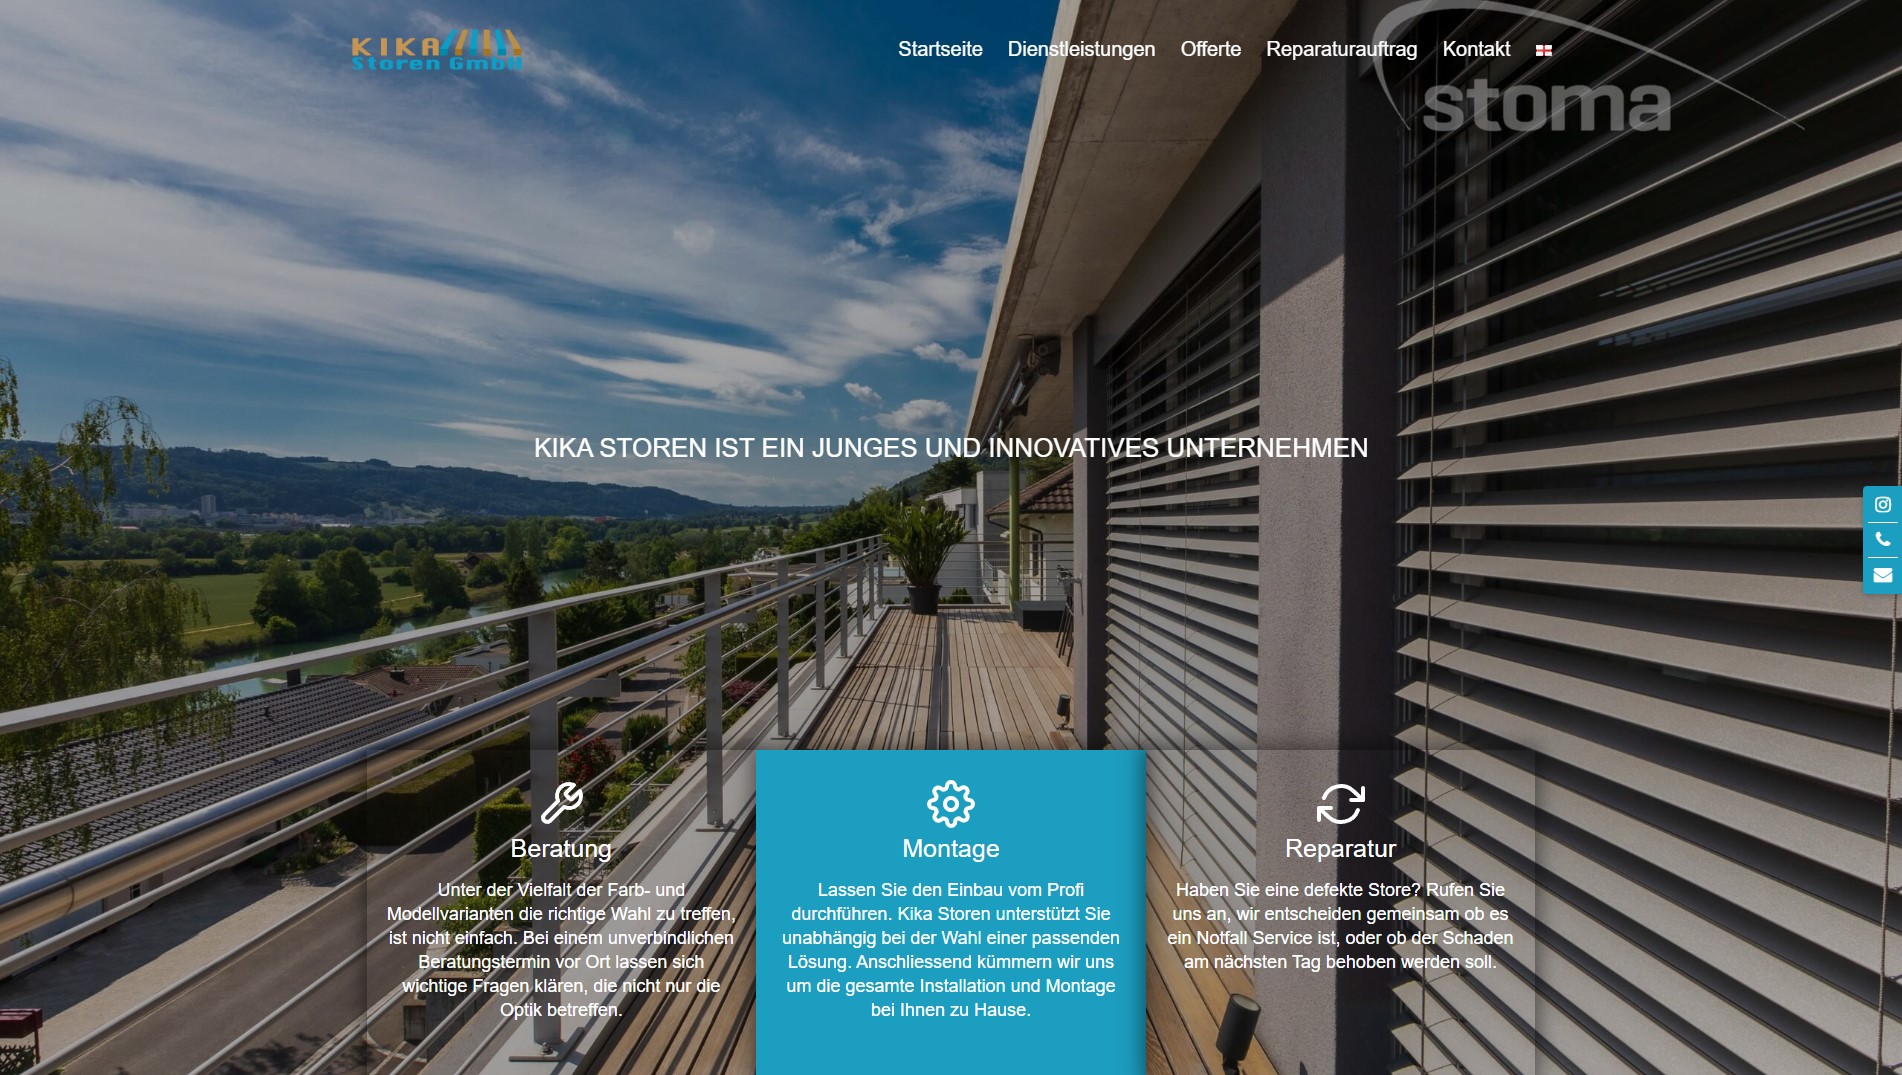 KIKA
Storen GmbH
Startseite Dienstleistungen Offerte Reparaturauftrag Kontakt
stoma
KIKA STOREN IST EIN JUNGES UND INNOVATIVES UNTERNEHMEN
Beratung
Unter der Vielfalt der Farb- und
Modellvarianten die richtige Wahl zu treffen,
ist nicht einfach. Bei einem unverbindlichen
Beratungstermin vor Ort lassen sich
wichtige Fragen klären, die nicht nur die
Optik betreffen.
Montage
Lassen Sie den Einbau vom Profi
durchführen. Kika Storen unterstützt Sie
unabhängig bei der Wahl einer passenden
Lösung. Anschliessend kümmern wir uns
um die gesamte Installation und Montage
bei Ihnen zu Hause.
Reparatur
Haben Sie eine defekte Store? Rufen Sie
uns an, wir entscheiden gemeinsam ob es
ein Notfall Service ist, oder ob der Schaden
am nächsten Tag behoben werden soll.